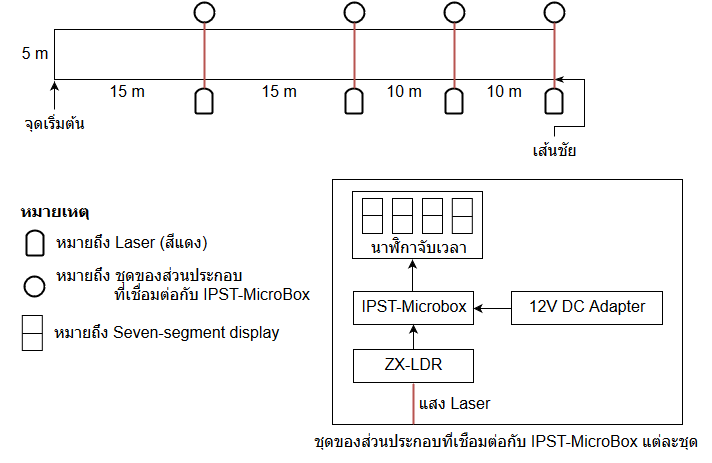 5 m
15 m
15 m
10 m
10 m
จุดเริ่มต้น
เส้นชัย
หมายเหตุ
หมายถึง Laser (สีแดง)
หมายถึง ชุดของส่วนประกอบ
ที่เชื่อมต่อกับ IPST-MicroBox
หมายถึง Seven-segment display
นาฬิกาจับเวลา
IPST-Microbox
12V DC Adapter
ZX-LDR
แสง Laser
ชุดของส่วนประกอบที่เชื่อมต่อกับ IPST-MicroBox แต่ละชุด